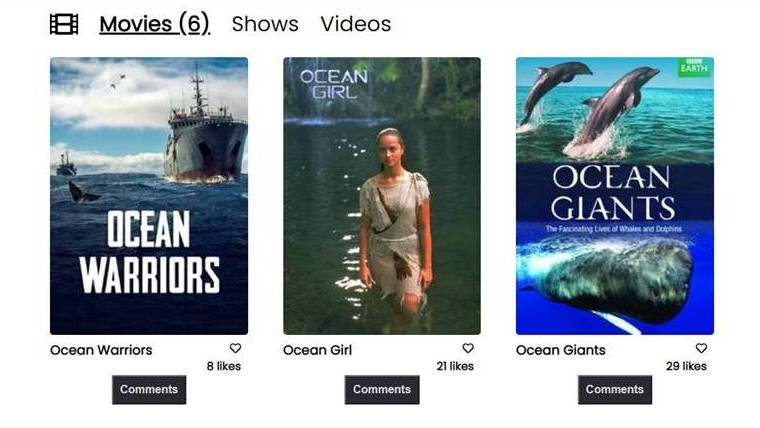 Movies (6) Shows Videos
OCEAN
WARRIORS
OCEAN
GIRL
BBC
EARTH
OCEAN
GIANTS
The Fascinating Lives of Whales and Dolphins
Ocean Warriors
8 likes
Comments
Ocean Girl
21 likes
Comments
Ocean Giants
29 likes
Comments